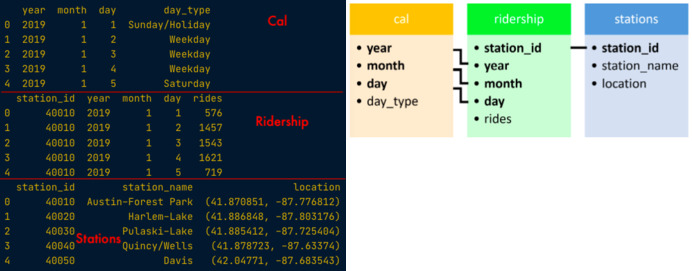 year month day day_type
0 2019 1 1 Sunday/Holiday
1 2019 1 2 Weekday
2 2019 1 3 Weekday
3 2019 1 4 Weekday
4 2019 1 5 Saturday
Cal
station_id year month day rides
0 40010 2019 1 1 576
1 40010 2019 1 2 1457
2 40010 2019 1 3 1543
3 40010 2019 1 4 1621
4 40010 2019 1 5 719
Ridership
station_id station_name location
0 40010 Austin-Forest Park (41.870851, -87.776812)
1 40020 Harlem-Lake (41.886848, -87.803176)
2 40030 Pulaski-Lake (41.885412, -87.725404)
3 40040 Quincy/Wells (41.878723, -87.63374)
4 40050 Davis (42.04771, -87.683543)
Stations
cal
• year
• month
• day
• day_type
ridership
• station_id
• year
• month
• day
• rides
stations
• station_id
• station_name
• location